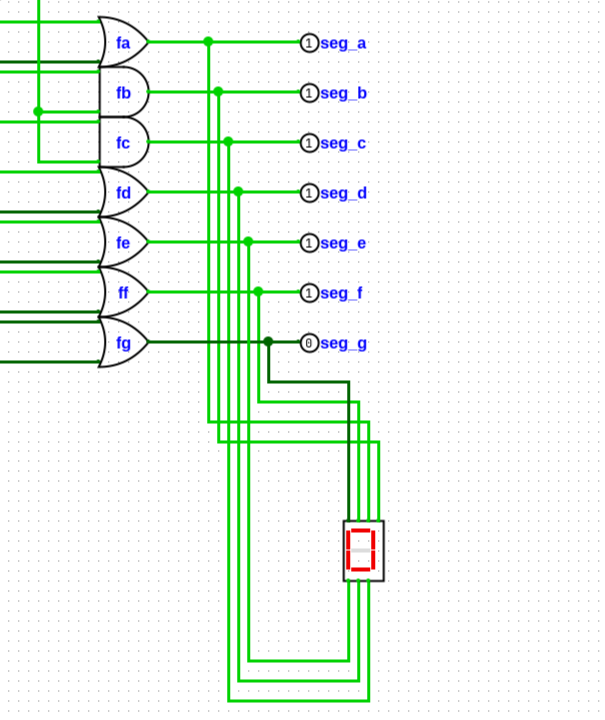 fa 1 seg_a
fb 1 seg_b
fc 1 seg_c
fd 1 seg_d
fe 1 seg_e
ff 1 seg_f
fg 0 seg_g
0